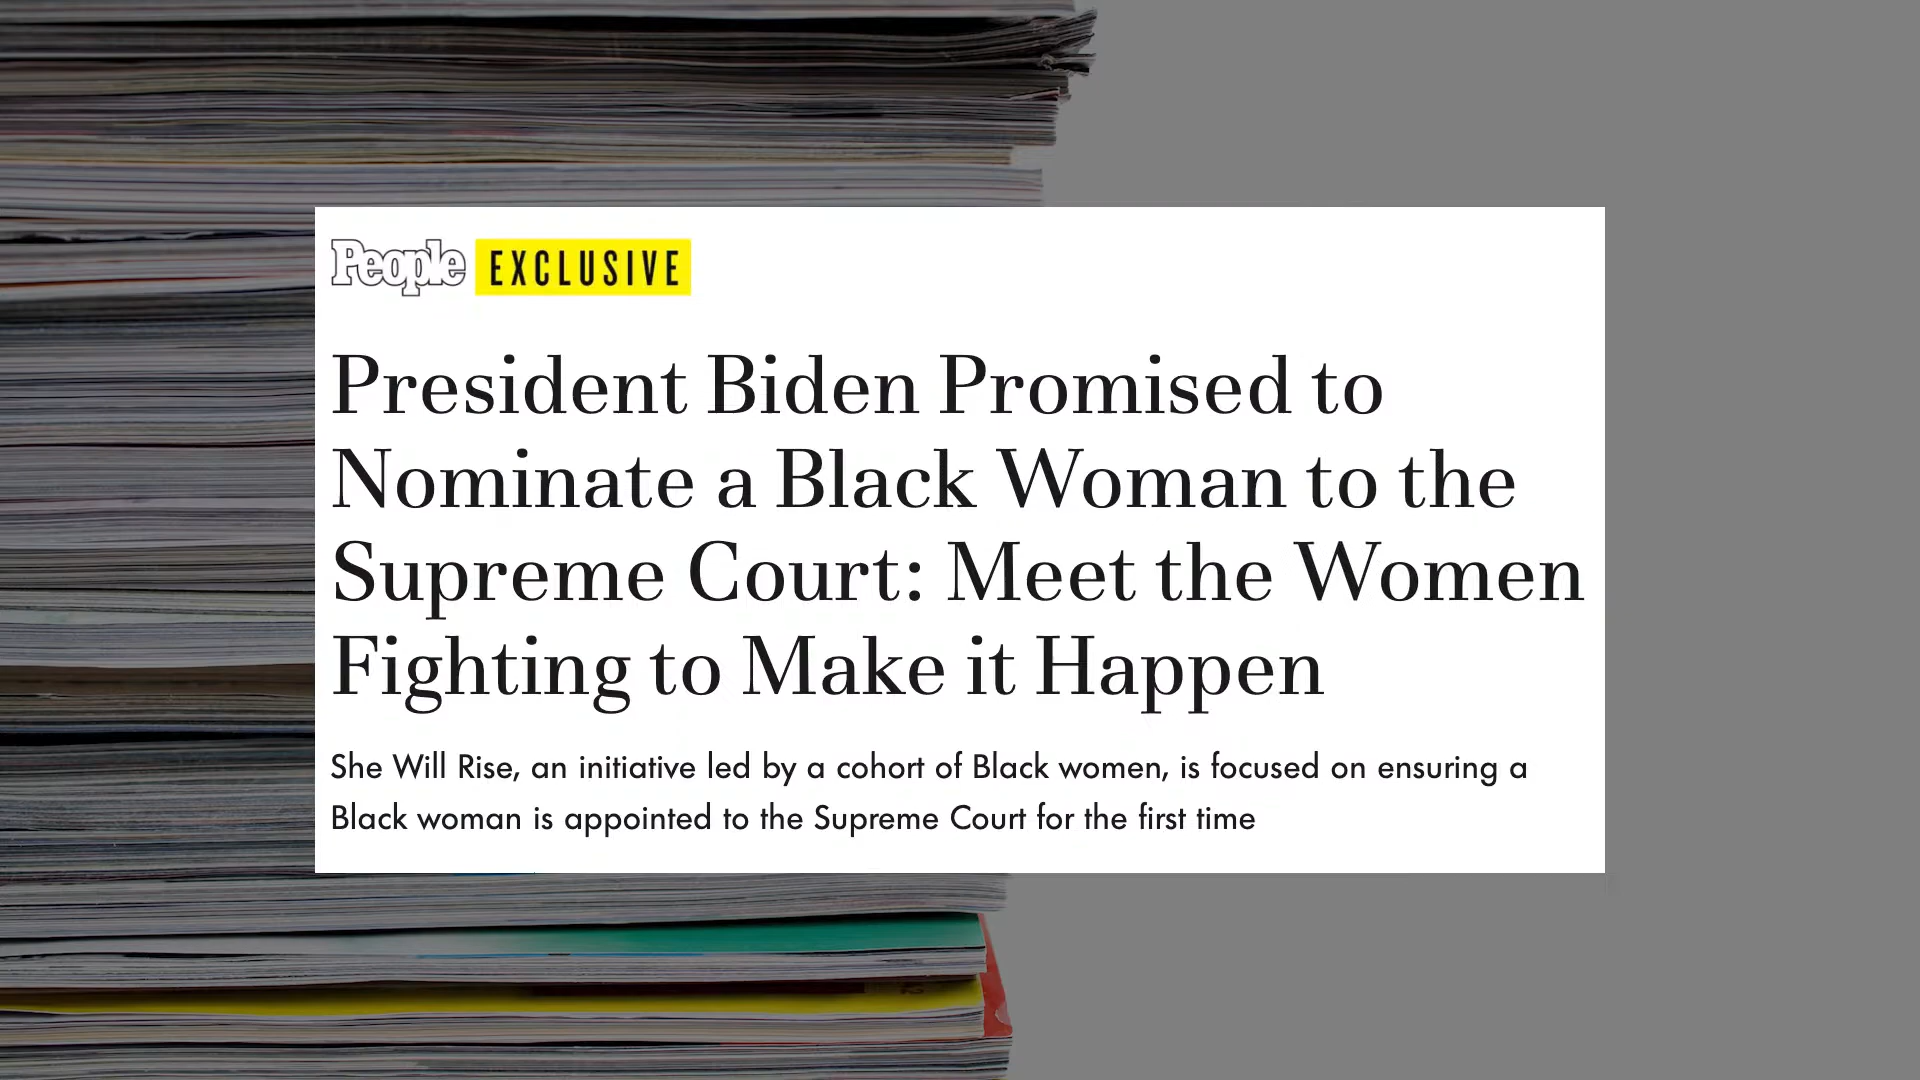 People EXCLUSIVE
President Biden Promised to
Nominate a Black Woman to the
Supreme Court: Meet the Women
Fighting to Make it Happen
She Will Rise, an initiative led by a cohort of Black women, is focused on ensuring a
Black woman is appointed to the Supreme Court for the first time